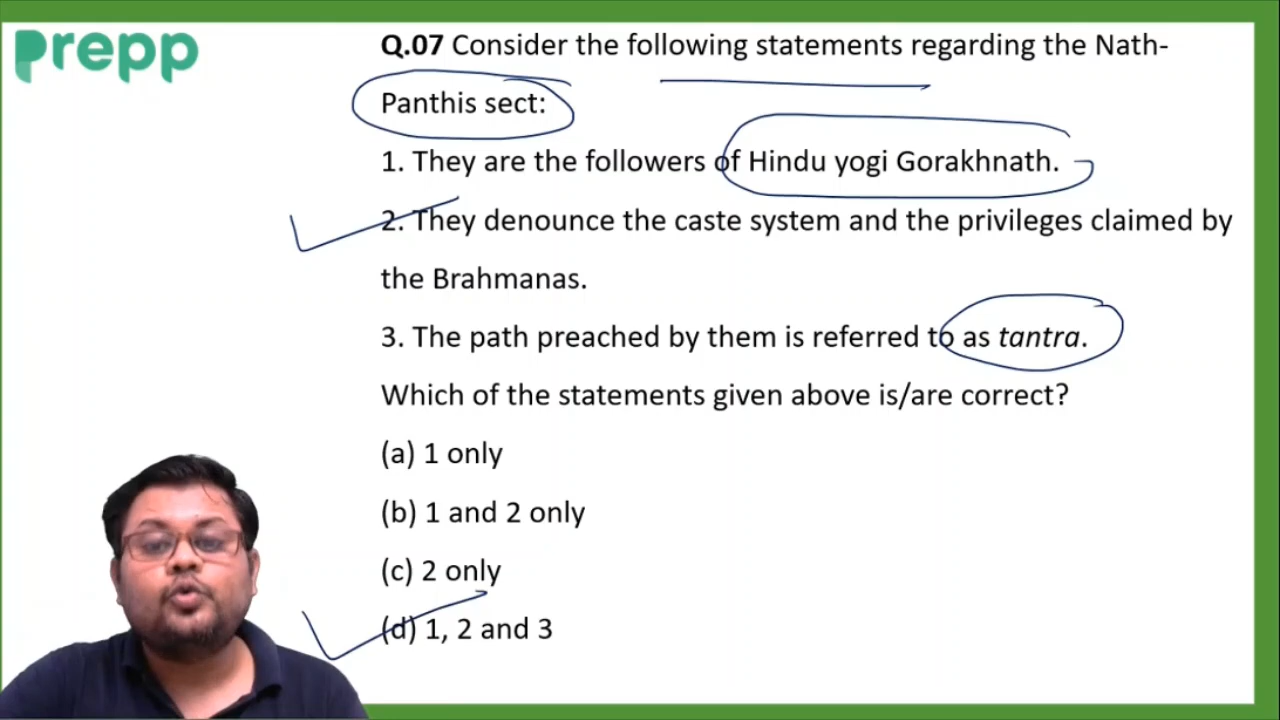 prepp
Q.07 Consider the following statements regarding the Nath-
Panthis sect:
1. They are the followers of Hindu yogi Gorakhnath.
2. They denounce the caste system and the privileges claimed by
the Brahmanas.
3. The path preached by them is referred to as tantra.
Which of the statements given above is/are correct?
(a) 1 only
(b) 1 and 2 only
(c) 2 only
(d) 1, 2 and 3